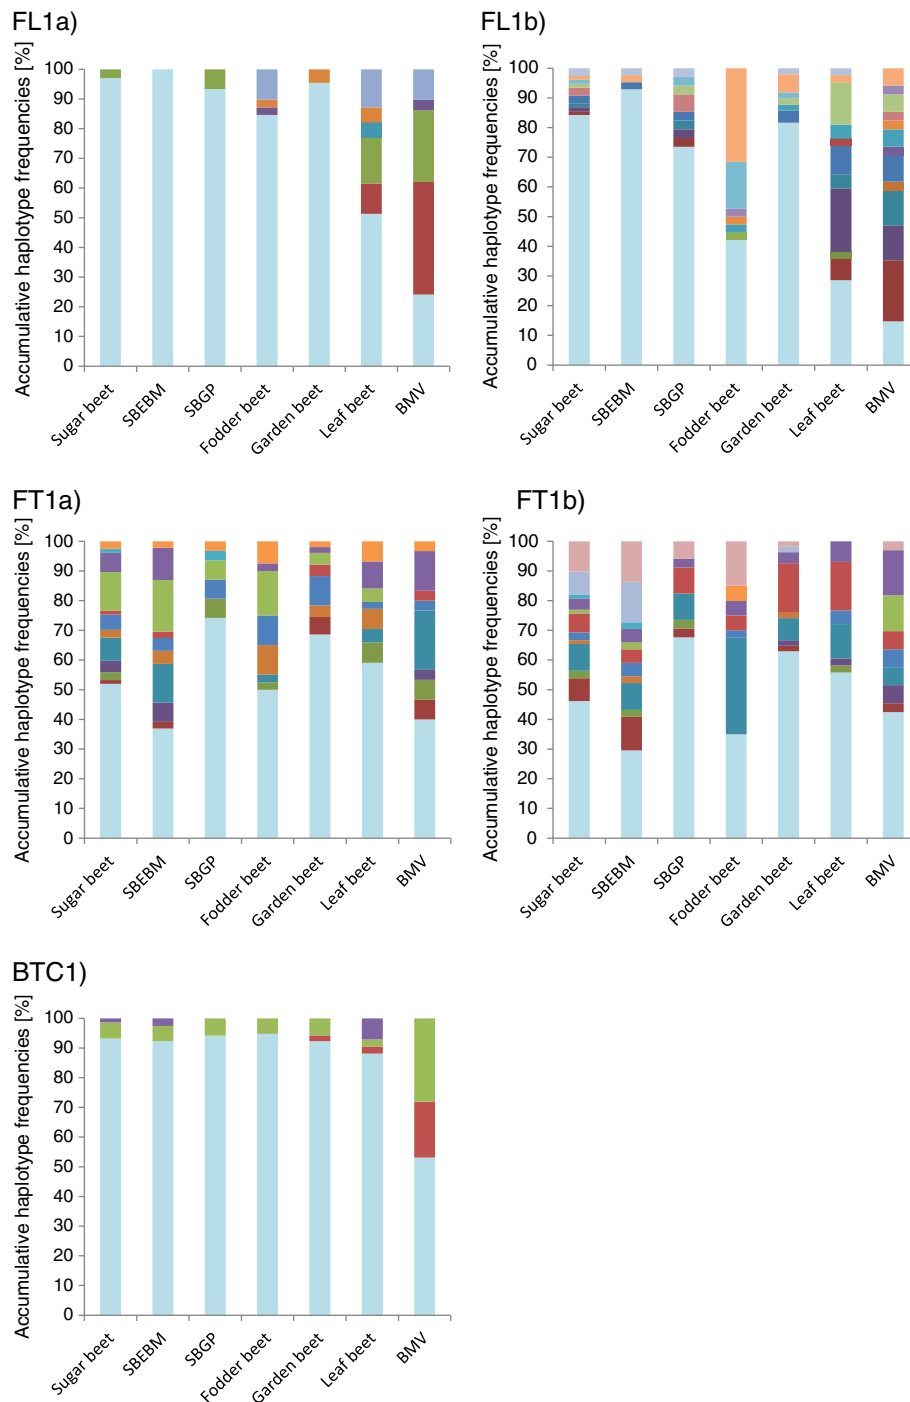 FL1a)
Accumulative haplotype frequencies [%]
100
90
80
70
60
50
40
30
20
10
0
Sugar beet
SBEBM
SBGP
Fodder beet
Garden beet
Leaf beet
BMV
FL1b)
Accumulative haplotype frequencies [%]
100
90
80
70
60
50
40
30
20
10
0
Sugar beet
SBEBM
SBGP
Fodder beet
Garden beet
Leaf beet
BMV
FT1a)
Accumulative haplotype frequencies [%]
100
90
80
70
60
50
40
30
20
10
0
Sugar beet
SBEBM
SBGP
Fodder beet
Garden beet
Leaf beet
BMV
FT1b)
Accumulative haplotype frequencies [%]
100
90
80
70
60
50
40
30
20
10
0
Sugar beet
SBEBM
SBGP
Fodder beet
Garden beet
Leaf beet
BMV
BTC1)
Accumulative haplotype frequencies [%]
100
90
80
70
60
50
40
30
20
10
0
Sugar beet
SBEBM
SBGP
Fodder beet
Garden beet
Leaf beet
BMV